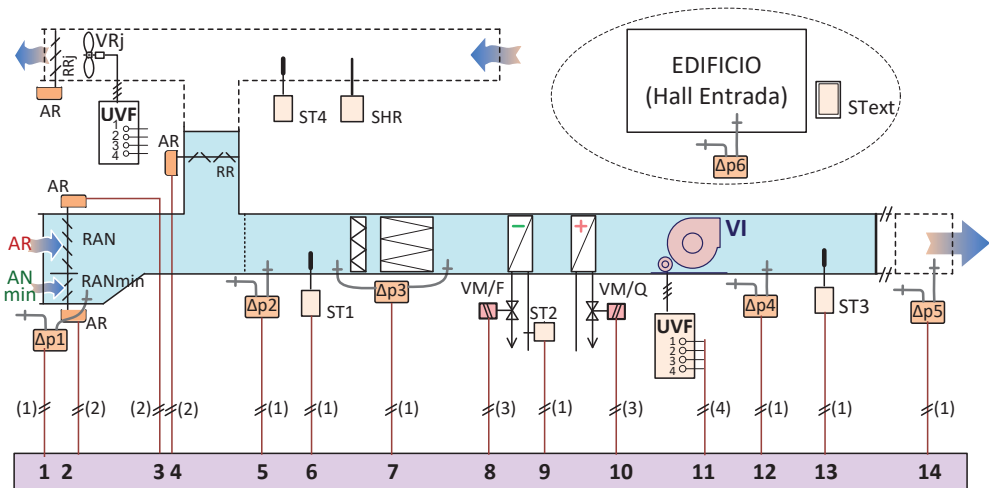 VRj
RRj
AR
UVF
1
2
3
4
ST4
SHR
EDIFICIO
(Hall Entrada)
SText
Δp6
AR
RR
AR
AR
RAN
AN
min
RANmin
AR
Δp1
Δp2
ST1
Δp3
−
+
VM/F
ST2
VM/Q
VI
UVF
1
2
3
4
Δp4
ST3
Δp5
(1) (2) (2) (2) (1) (1) (1) (3) (1) (3) (4) (1) (1) (1)
1 2 3 4 5 6 7 8 9 10 11 12 13 14